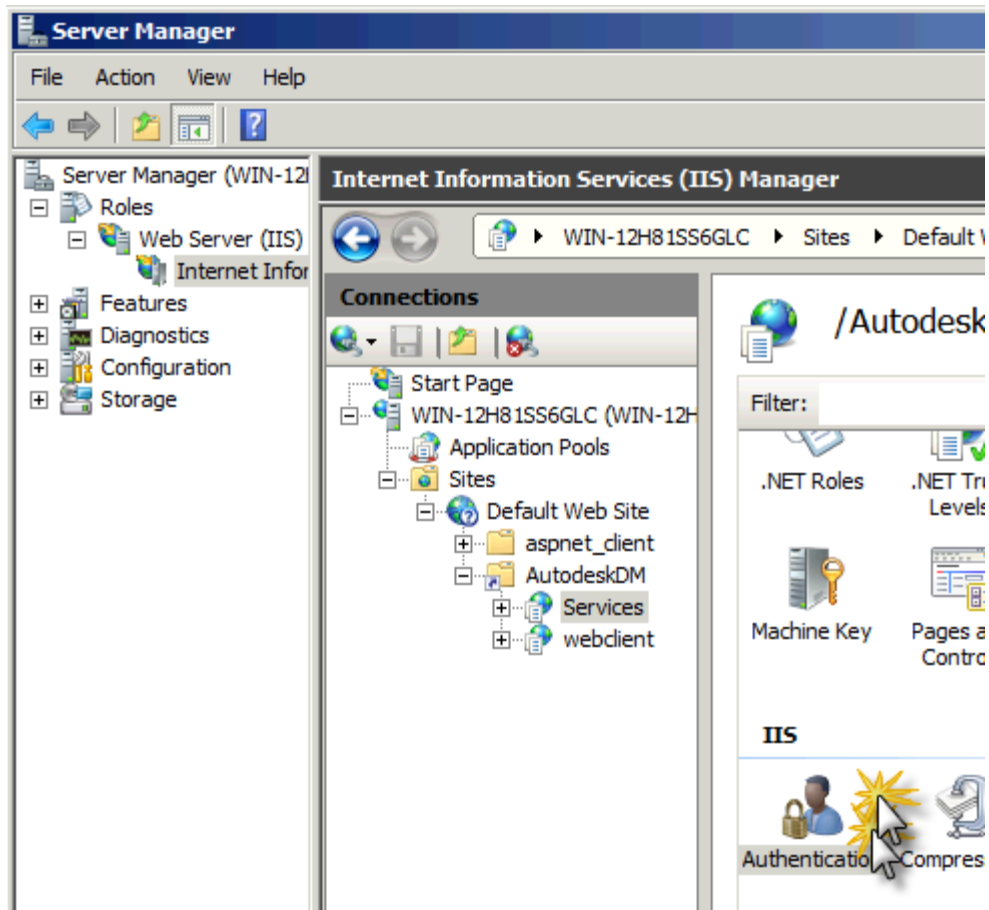 Server Manager
File Action View Help
Server Manager (WIN-12
Roles
Web Server (IIS)
Internet Infor
Features
Diagnostics
Configuration
Storage
Internet Information Services (IIS) Manager
WIN-12H81SS6GLC Sites Default
Connections
Start Page
WIN-12H81SS6GLC (WIN-12H
Application Pools
Sites
Default Web Site
aspnet_client
AutodeskDM
Services
webclient
/Autodesk
Filter:
.NET Roles
.NET Tru
Levels
Machine Key
Pages a
Contro
IIS
Authenticatio
Compress